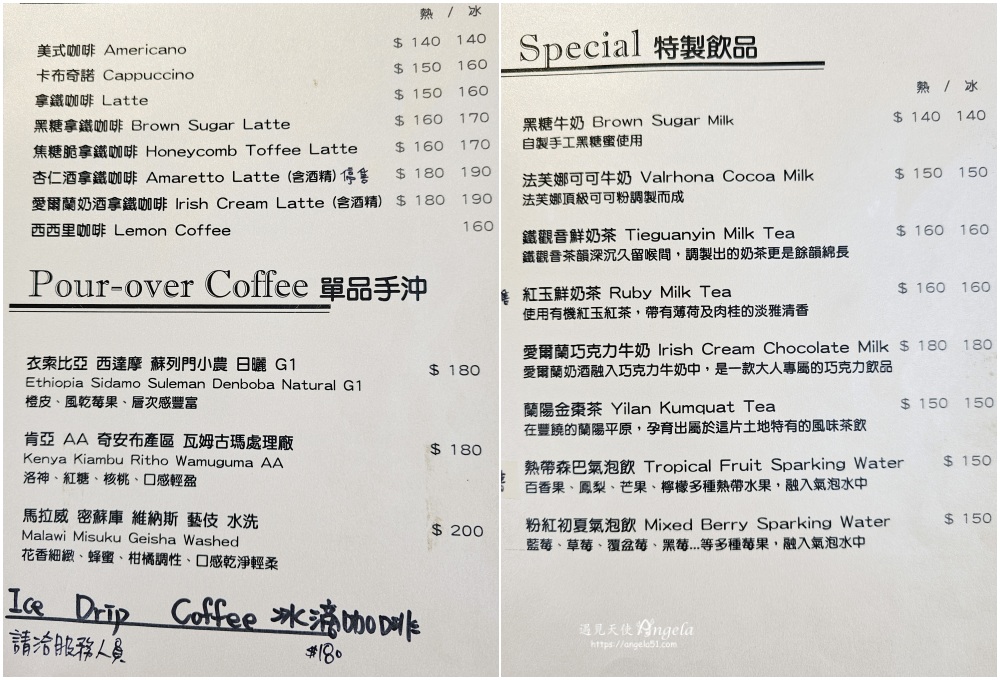 熱 / 冰
美式咖啡 Americano $ 140 140
卡布奇諾 Cappuccino $ 150 160
拿鐵咖啡 Latte $ 150 160
黑糖拿鐵咖啡 Brown Sugar Latte $ 160 170
焦糖脆拿鐵咖啡 Honeycomb Toffee Latte $ 160 170
杏仁酒拿鐵咖啡 Amaretto Latte (含酒精) 停售 $ 180 190
愛爾蘭奶酒拿鐵咖啡 Irish Cream Latte (含酒精) $ 180 190
西西里咖啡 Lemon Coffee 160
Pour-over Coffee 單品手沖
衣索比亞 西達摩 蘇列門小農 日曬 G1 $ 180
Ethiopia Sidamo Suleman Denboba Natural G1
橙皮、風乾莓果、層次感豐富
肯亞 AA 奇安布產區 瓦姆古瑪處理廠 $ 180
Kenya Kiambu Ritho Wamuguma AA
洛神、紅糖、核桃、口感輕盈
馬拉威 密蘇庫 維納斯 藝伎 水洗 $ 200
Malawi Misuku Geisha Washed
花香細緻、蜂蜜、柑橘調性、口感乾淨輕柔
Ice Drip Coffee 冰滴咖啡
請洽服務人員 $180
Special 特製飲品
熱 / 冰
黑糖牛奶 Brown Sugar Milk $ 140 140
自製手工黑糖蜜使用
法芙娜可可牛奶 Valrhona Cocoa Milk $ 150 150
法芙娜頂級可可粉調製而成
鐵觀音鮮奶茶 Tieguanyin Milk Tea $ 160 160
鐵觀音茶韻深沉久留喉間，調製出的奶茶更是餘韻綿長
紅玉鮮奶茶 Ruby Milk Tea $ 160 160
使用有機紅玉紅茶，帶有薄荷及肉桂的淡雅清香
愛爾蘭巧克力牛奶 Irish Cream Chocolate Milk $ 180 180
愛爾蘭奶酒融入巧克力牛奶中，是一款大人專屬的巧克力飲品
蘭陽金棗茶 Yilan Kumquat Tea $ 150 150
在豐饒的蘭陽平原，孕育出屬於這片土地特有的風味茶飲
熱帶森巴氣泡飲 Tropical Fruit Sparking Water $ 150
百香果、鳳梨、芒果、檸檬多種熱帶水果，融入氣泡水中
粉紅初夏氣泡飲 Mixed Berry Sparking Water $ 150
藍莓、草莓、覆盆莓、黑莓...等多種莓果，融入氣泡水中
遇見天使 Angela
https://angela51.com